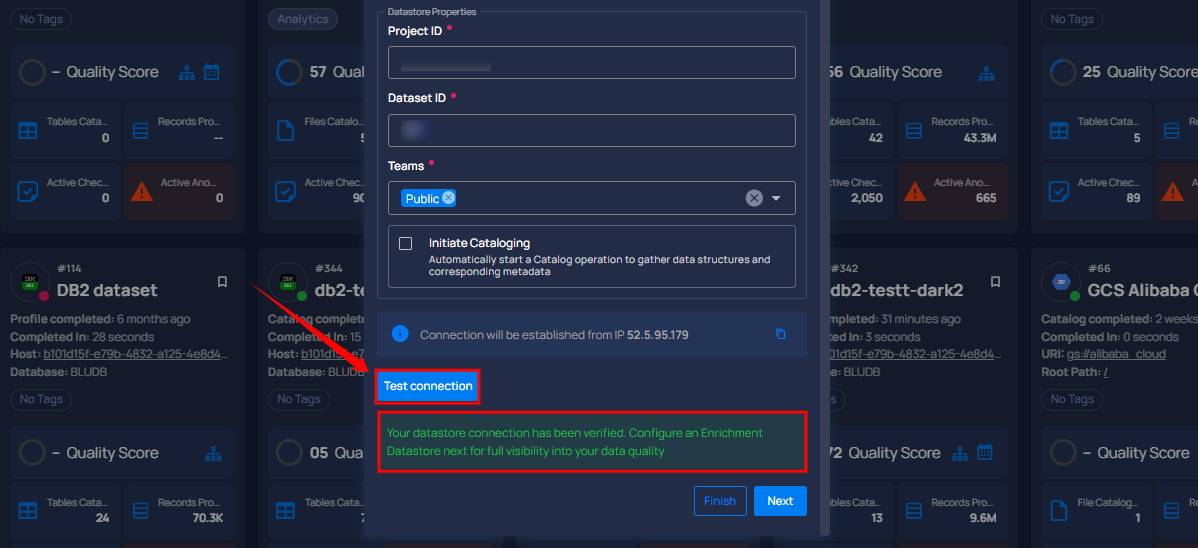 No Tags
Analytics
No Tags
– Quality Score
57 Qual
56 Quality Score
25 Quality Score
Tables Cata...
0
Records Pro...
--
Files Catalo...
bles Cata...
42
Records Pro...
43.3M
Tables Cata...
5
Records
Active Chec...
0
Active Ano...
0
Active Chec...
90
tive Chec...
2,050
Active Ano...
665
Active Chec...
89
Active
Datastore Properties
Project ID
Dataset ID
Teams
Public
Initiate Cataloging
Automatically start a Catalog operation to gather data structures and
corresponding metadata
Connection will be established from IP 52.5.95.179
Test connection
Your datastore connection has been verified. Configure an Enrichment
Datastore next for full visibility into your data quality
Finish
Next
#114
DB2 dataset
Profile completed: 6 months ago
Completed In: 28 seconds
Host: b101d15f-e79b-4832-a125-4e8d4...
Database: BLUDB
No Tags
#344
db2-te
Catalog complete
Completed In: 15
Host: b101d15f-e
Database: BLUDB
No Tags
#342
db2-testt-dark2
ompleted: 31 minutes ago
ed In: 3 seconds
d15f-e79b-4832-a125-4e8d4...
e: BLUDB
#66
GCS Alibaba C
Catalog completed: 2 weeks
Completed In: 0 seconds
URI: gs://alibaba_cloud
Root Path: /
No Tags
– Quality Score
05 Qua
72 Quality Score
– Quality Score
Tables Cata...
24
Records Pro...
70.3K
Tables Cata...
bles Cata...
13
Records Pro...
9.6M
File Catalog...
1
Records